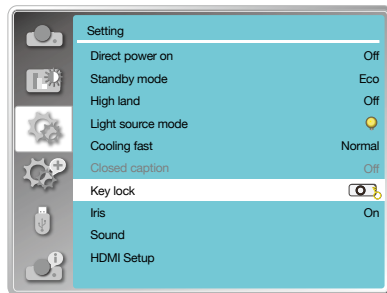 Setting
Direct power on Off
Standby mode Eco
High land Off
Light source mode
Cooling fast Normal
Closed caption Off
Key lock
Iris On
Sound
HDMI Setup